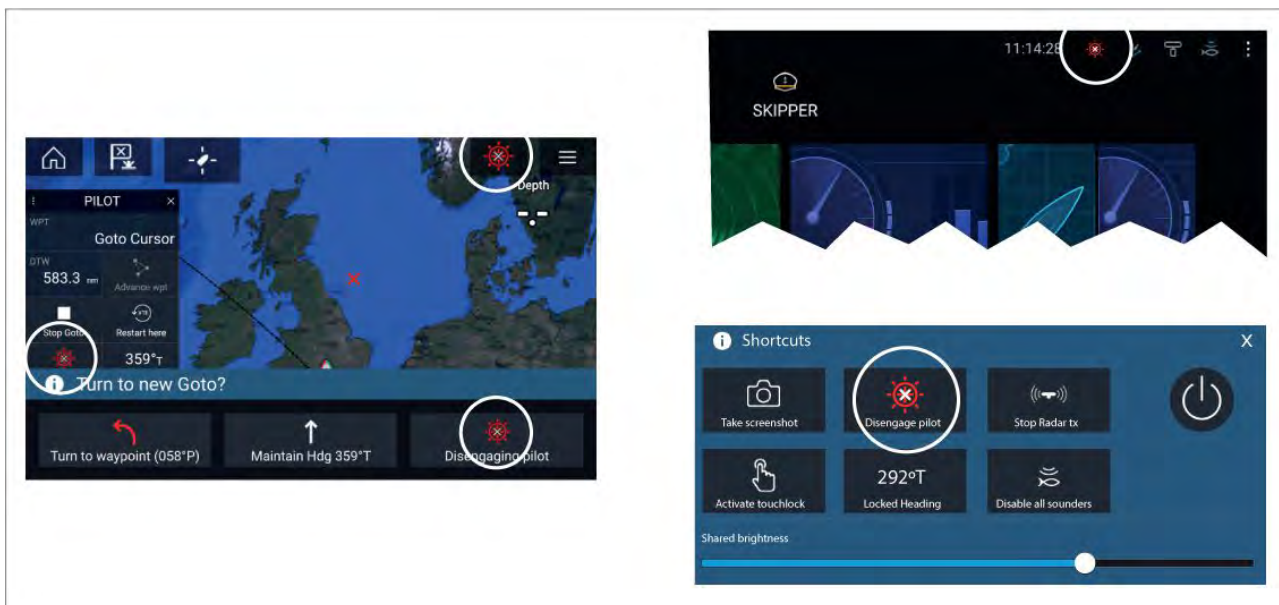 Depth
PILOT
WPT
Goto Cursor
DTW
583.3 nm
Advance wpt
Stop Goto
Restart here
359°T
Turn to new Goto?
Turn to waypoint (058°P)
Maintain Hdg 359°T
Disengaging pilot
11:14:28
SKIPPER
Shortcuts
X
Take screenshot
Disengage pilot
Stop Radar tx
Activate touchlock
292°T
Locked Heading
Disable all sounders
Shared brightness